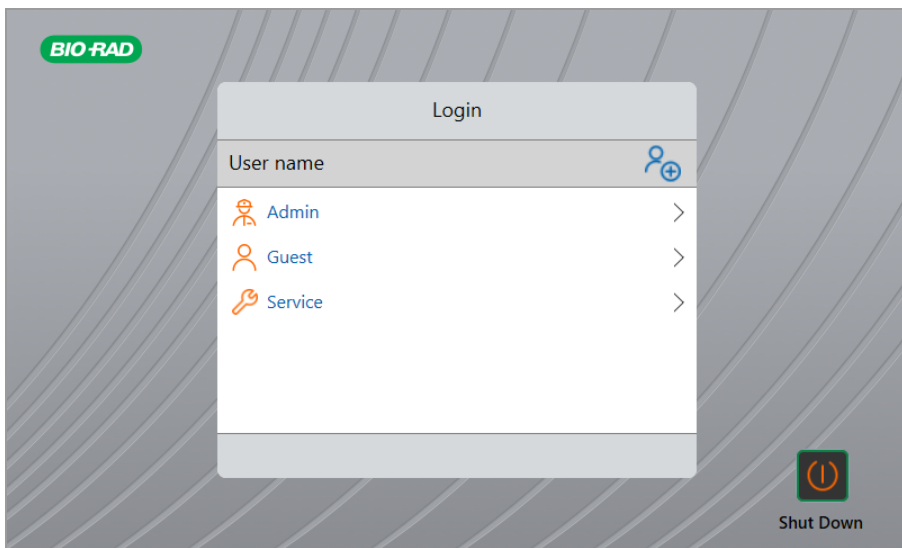 BIO-RAD
Login
User name
Admin
Guest
Service
Shut Down